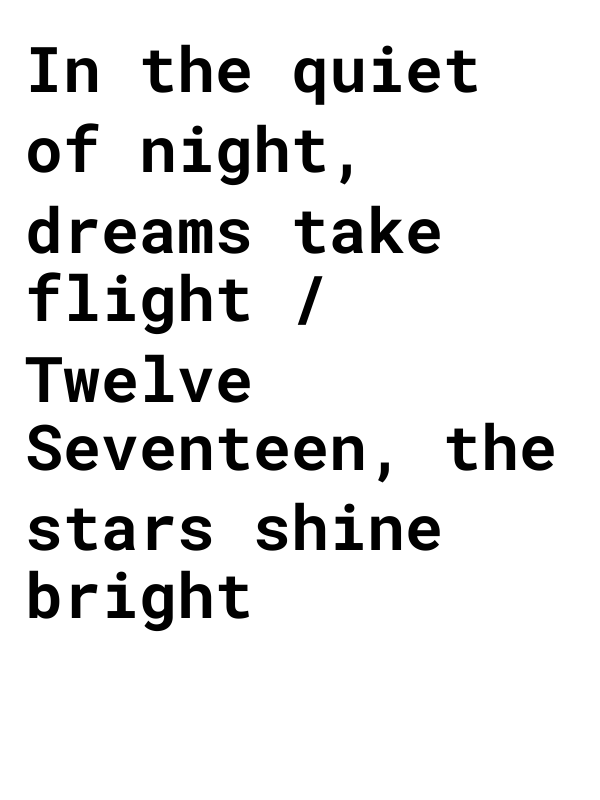 In the quiet
of night,
dreams take
flight /
Twelve
Seventeen, the
stars shine
bright